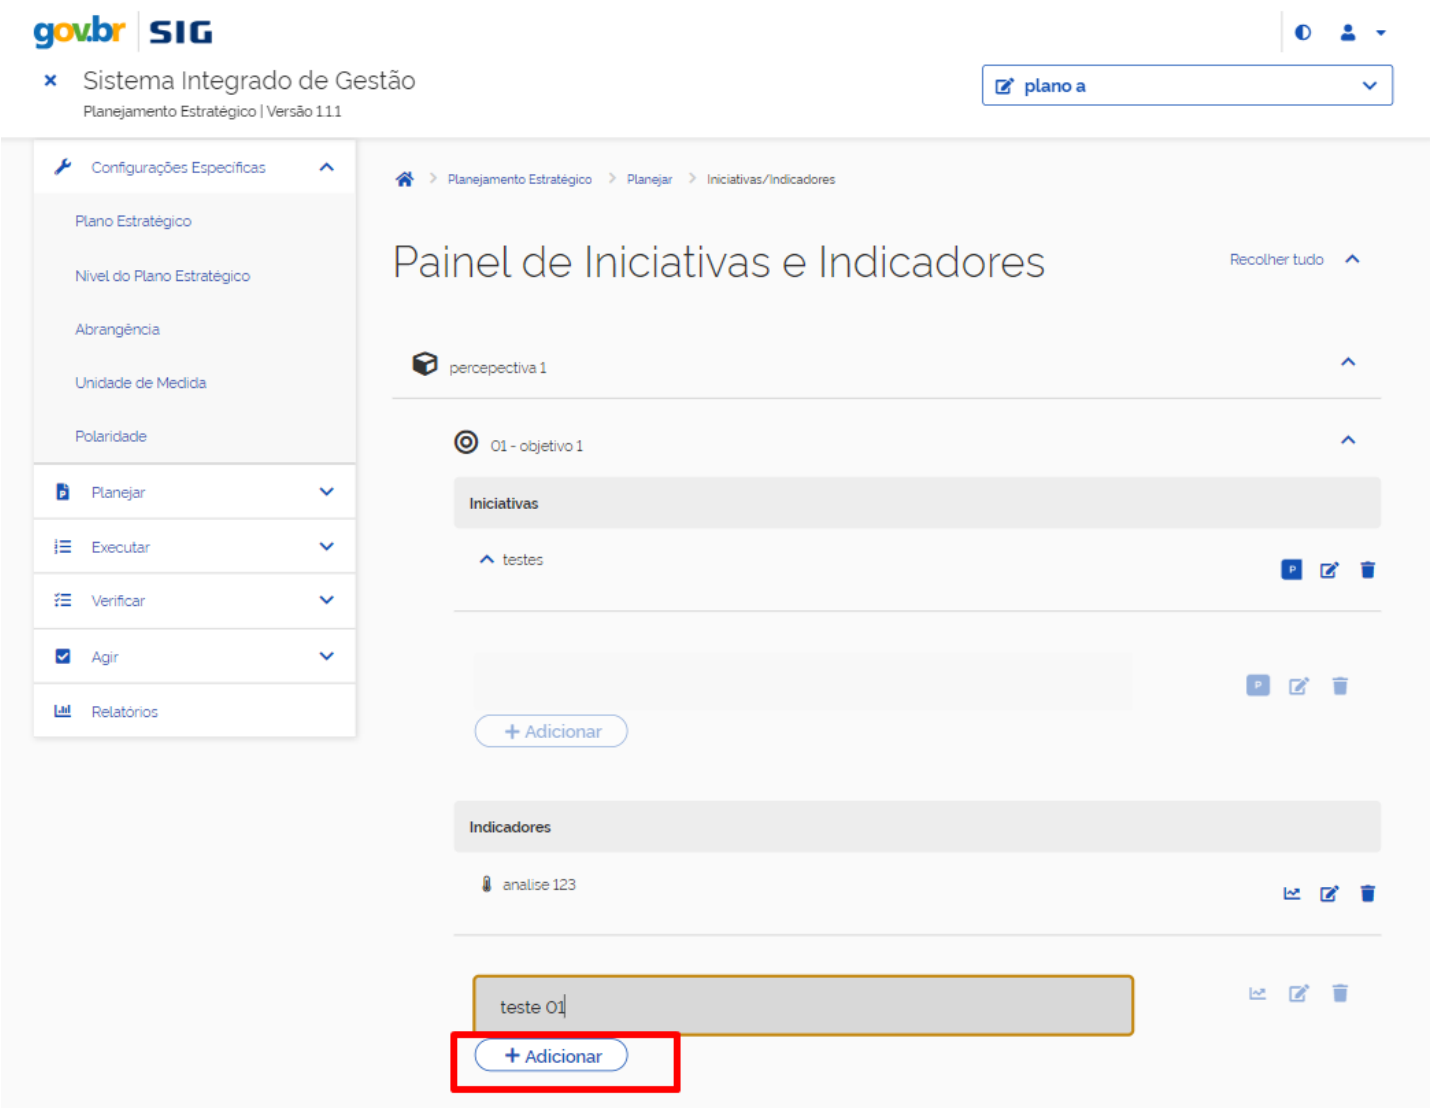 gov.br SIG
Sistema Integrado de Gestão
Planejamento Estratégico | Versão 1.1.1
plano a
Configurações Específicas
Plano Estratégico
Nível do Plano Estratégico
Abrangência
Unidade de Medida
Polaridade
Planejar
Executar
Verificar
Agir
Relatórios
Planejamento Estratégico > Planejar > Iniciativas/Indicadores
Painel de Iniciativas e Indicadores
Recolher tudo
percepectiva 1
01 - objetivo 1
Iniciativas
testes
P
P
+ Adicionar
Indicadores
analise 123
teste 01
+ Adicionar